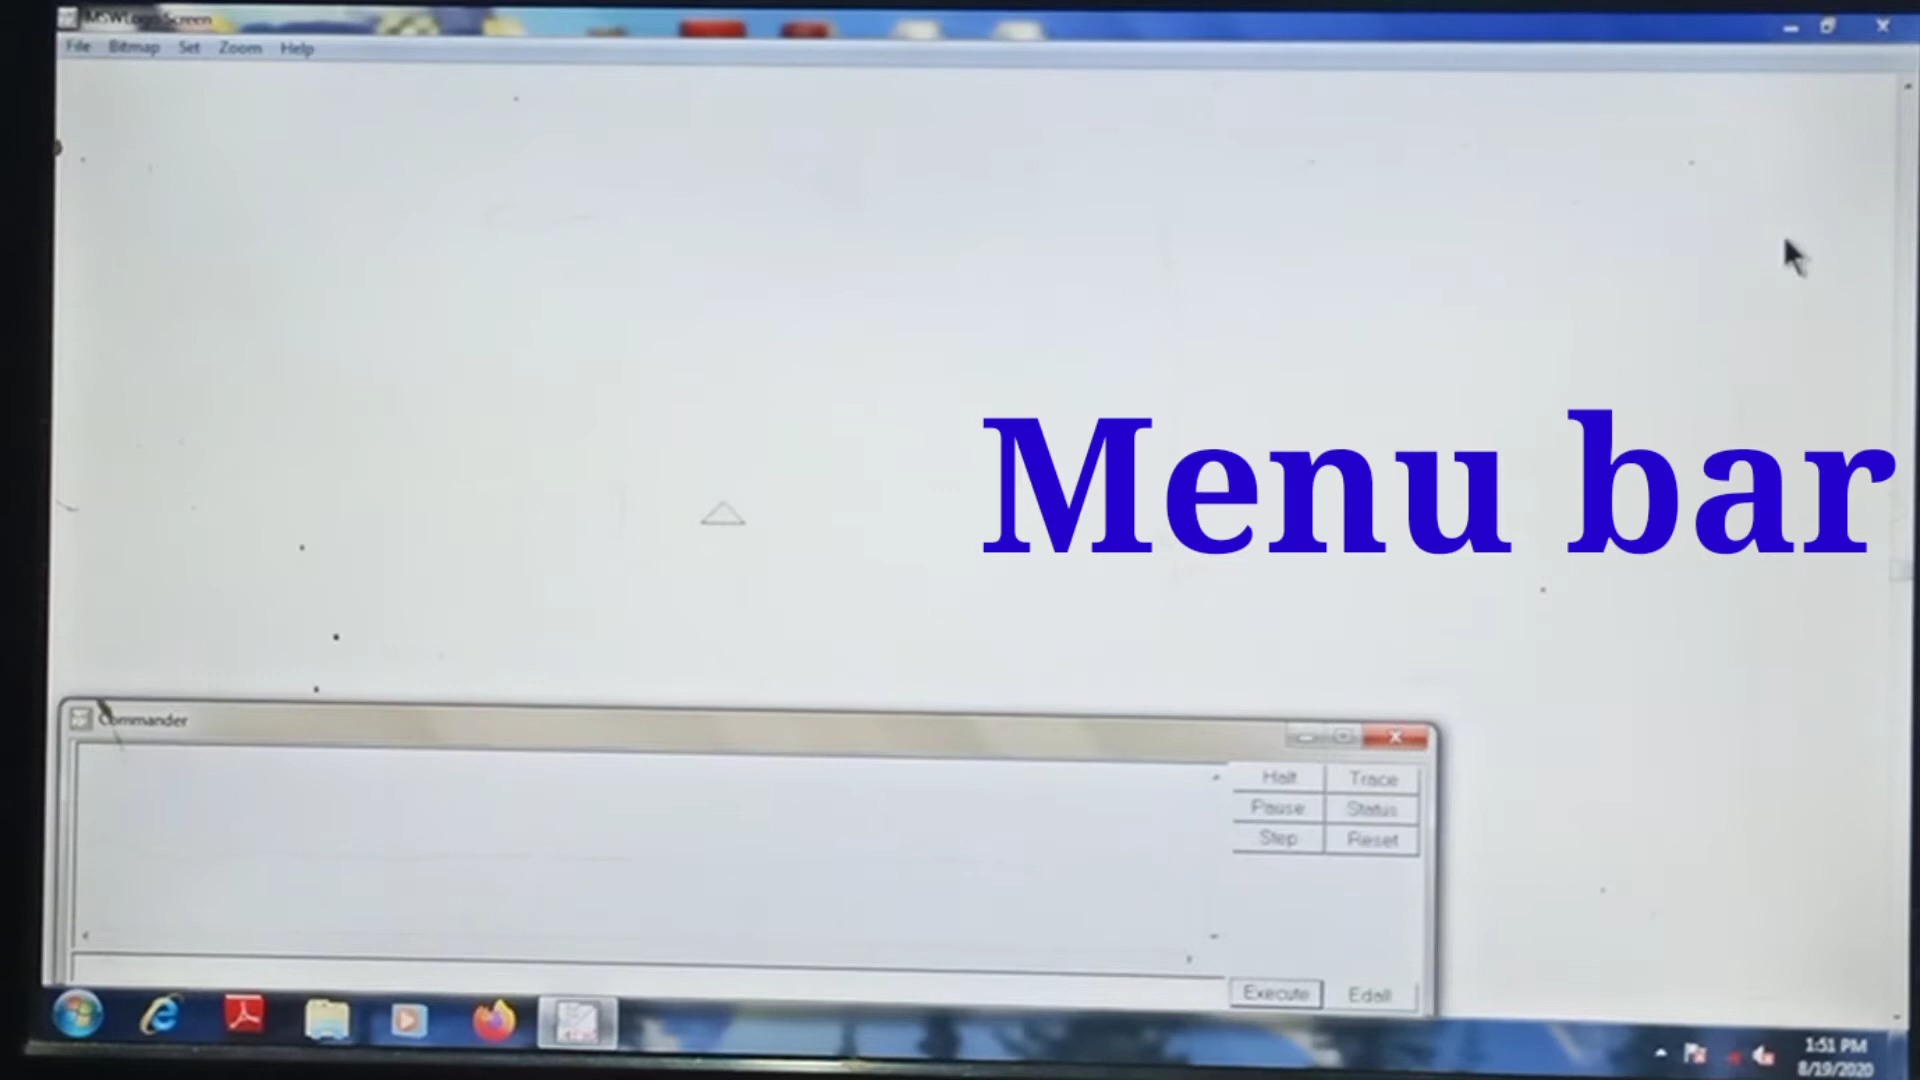 MSWLogo Screen
File Bitmap Set Zoom Help
Menu bar
Commander
Halt Trace
Pause Status
Step Reset
Execute Edall
1:51 PM
8/19/2020